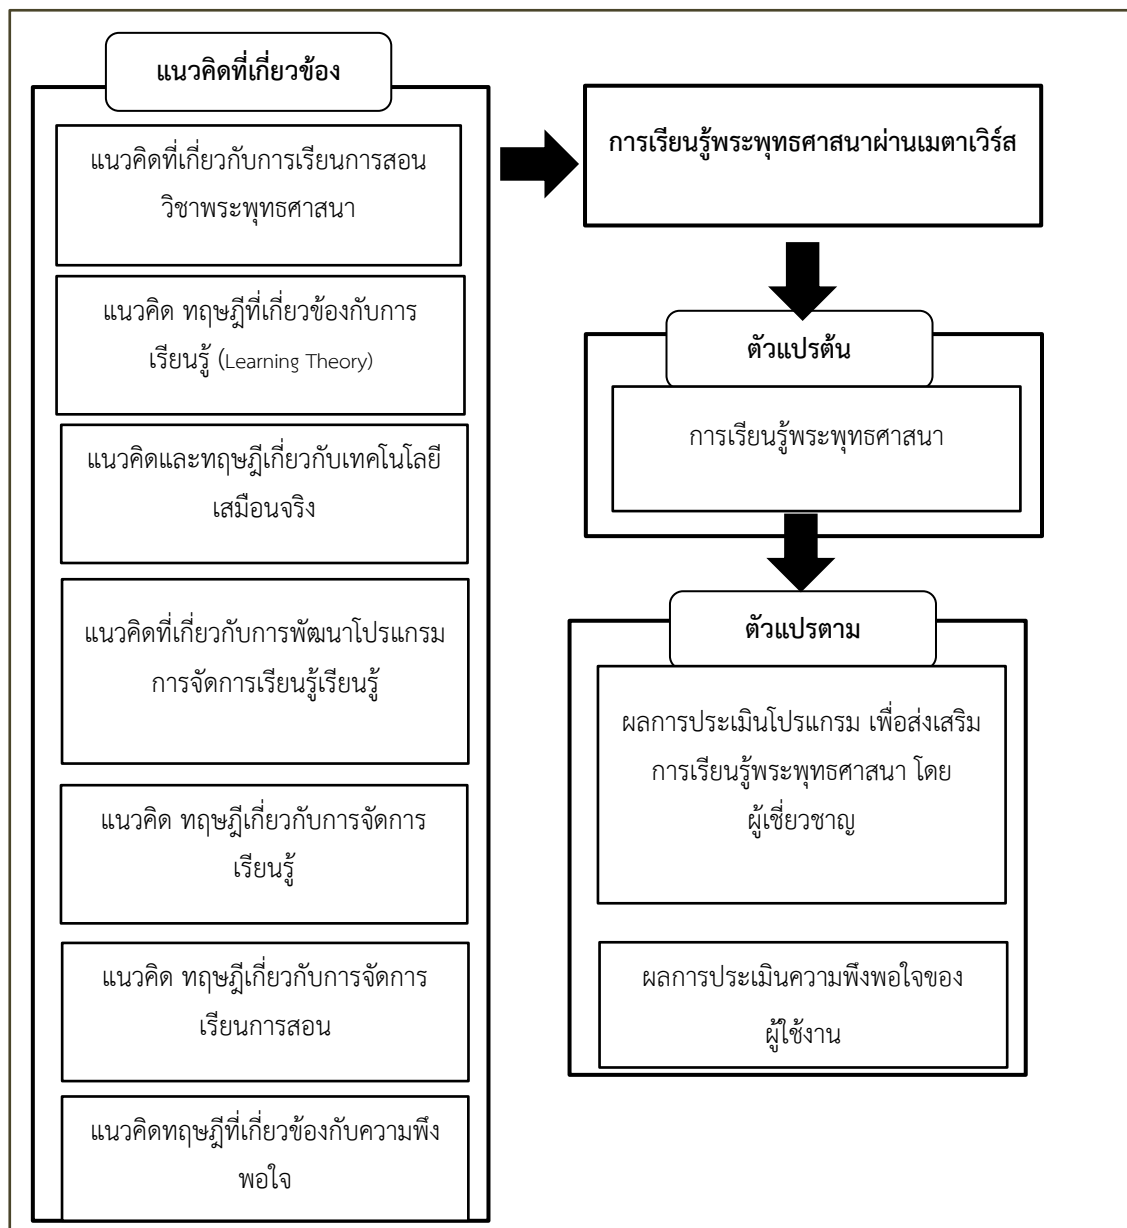 แนวคิดที่เกี่ยวข้อง
แนวคิดที่เกี่ยวกับการเรียนการสอน
วิชาพระพุทธศาสนา
แนวคิด ทฤษฎีที่เกี่ยวข้องกับการ
เรียนรู้ (Learning Theory)
แนวคิดและทฤษฎีเกี่ยวกับเทคโนโลยี
เสมือนจริง
แนวคิดที่เกี่ยวกับการพัฒนาโปรแกรม
การจัดการเรียนรู้เรียนรู้
แนวคิด ทฤษฎีเกี่ยวกับการจัดการ
เรียนรู้
แนวคิด ทฤษฎีเกี่ยวกับการจัดการ
เรียนการสอน
แนวคิดทฤษฎีที่เกี่ยวข้องกับความพึง
พอใจ
การเรียนรู้พระพุทธศาสนาผ่านเมตาเวิร์ส
ตัวแปรต้น
การเรียนรู้พระพุทธศาสนา
ตัวแปรตาม
ผลการประเมินโปรแกรม เพื่อส่งเสริม
การเรียนรู้พระพุทธศาสนา โดย
ผู้เชี่ยวชาญ
ผลการประเมินความพึงพอใจของ
ผู้ใช้งาน